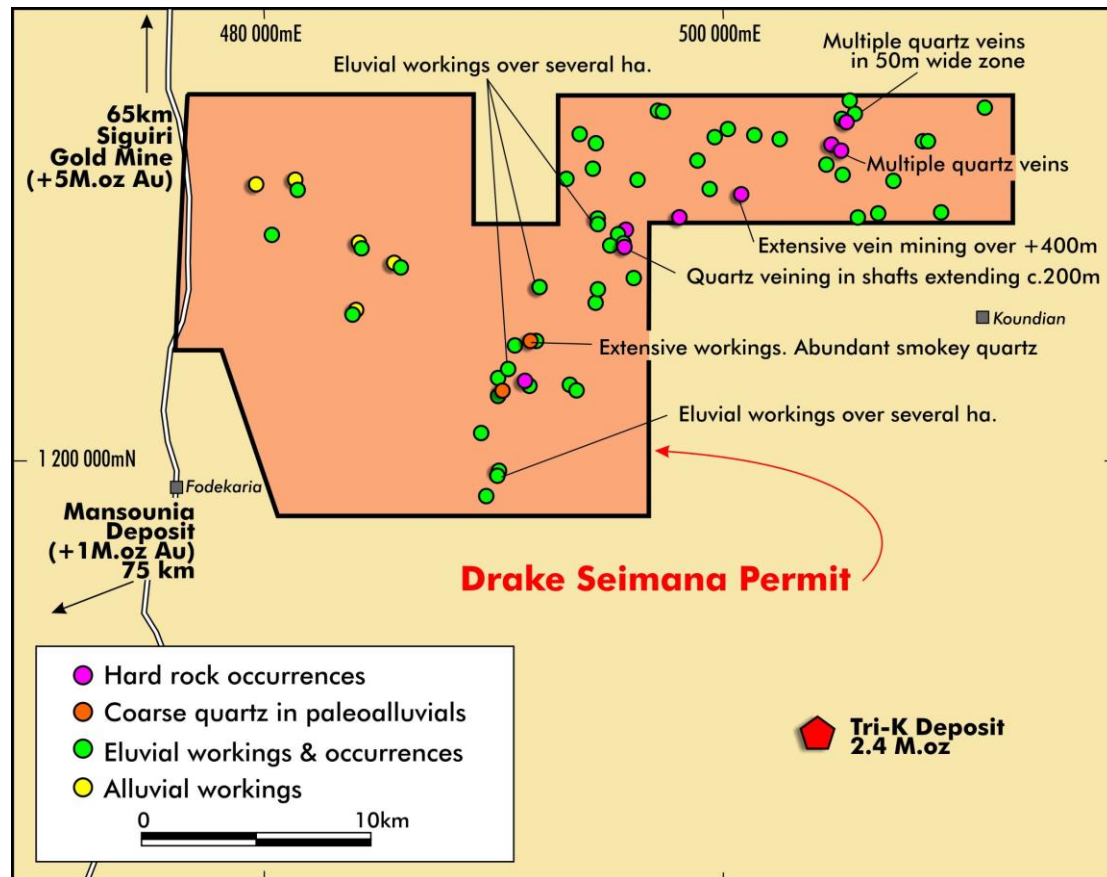 480 000mE
500 000mE
Multiple quartz veins
in 50m wide zone
Eluvial workings over several ha.
65km
Siguiri
Gold Mine
(+5M.oz Au)
Multiple quartz veins
Extensive vein mining over +400m
Quartz veining in shafts extending c.200m
Koundian
Extensive workings. Abundant smokey quartz
Eluvial workings over several ha.
1 200 000mN
Fodekaria
Mansounia
Deposit
(+1M.oz Au)
75 km
Drake Seimana Permit
Hard rock occurrences
Coarse quartz in paleoalluvials
Eluvial workings & occurrences
Alluvial workings
0
10km
Tri-K Deposit
2.4 M.oz